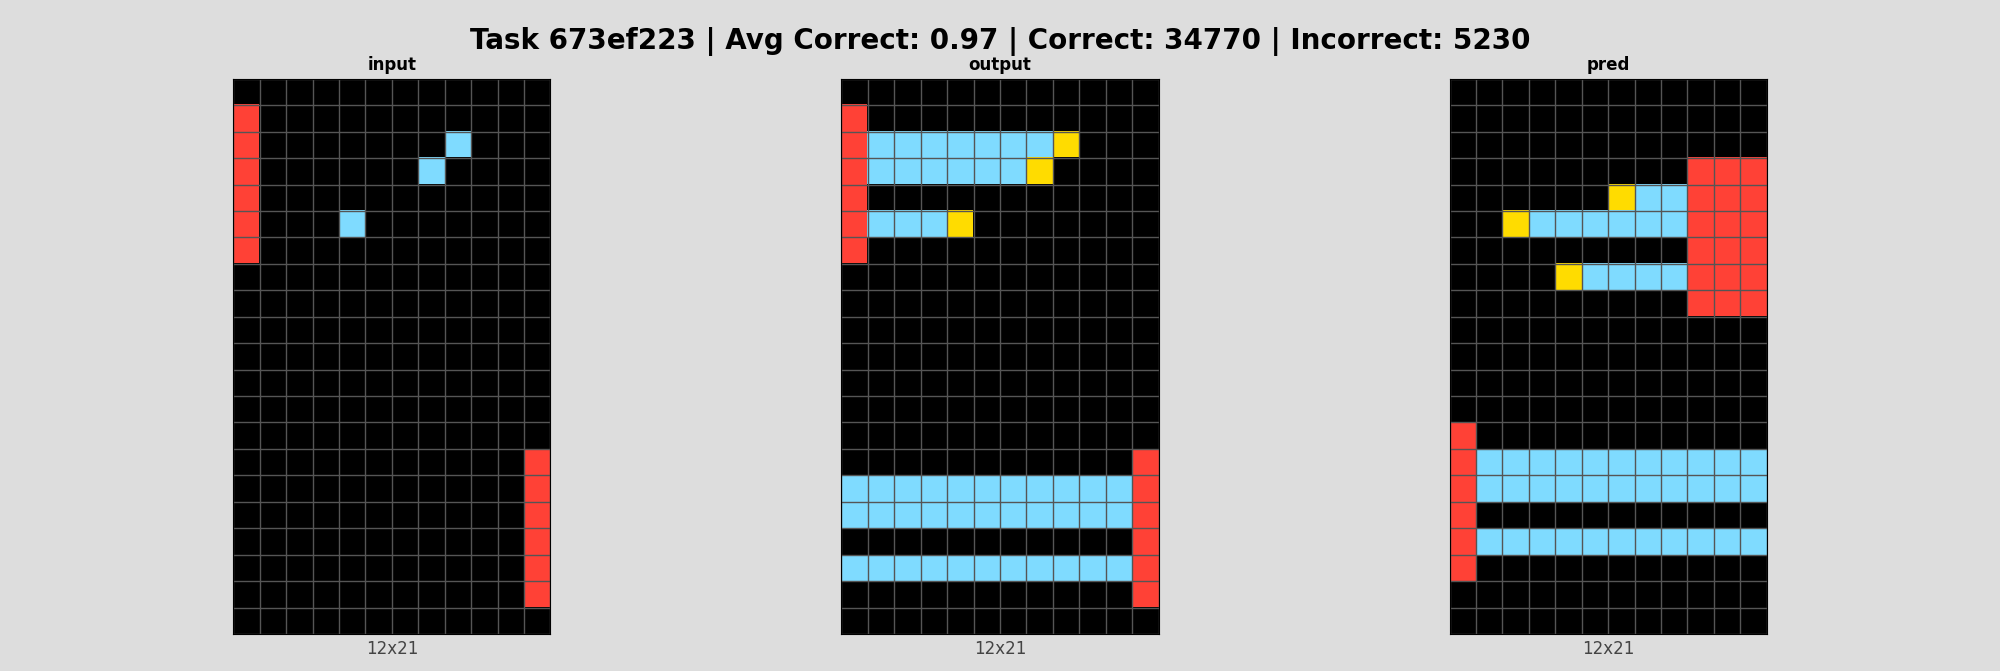 Task 673ef223 | Avg Correct: 0.97 | Correct: 34770 | Incorrect: 5230
input
output
pred
12x21
12x21
12x21